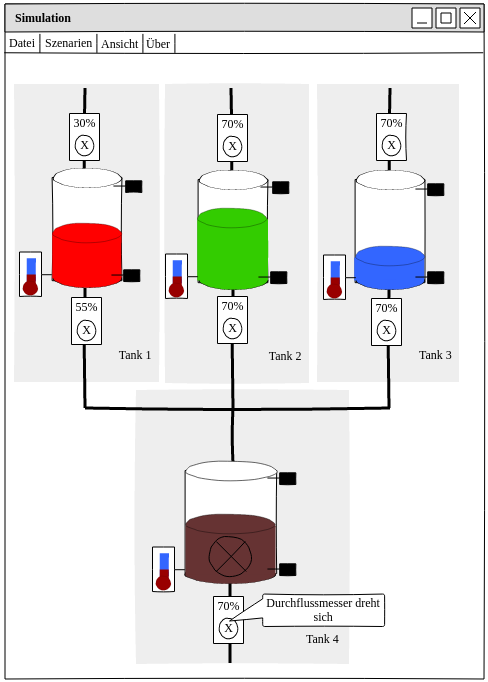 Simulation
Datei Szenarien Ansicht Über
30% 70% 70%
X X X
55% 70% 70%
X X X
Tank 1 Tank 2 Tank 3
70%
X
Durchflussmesser dreht
sich
Tank 4